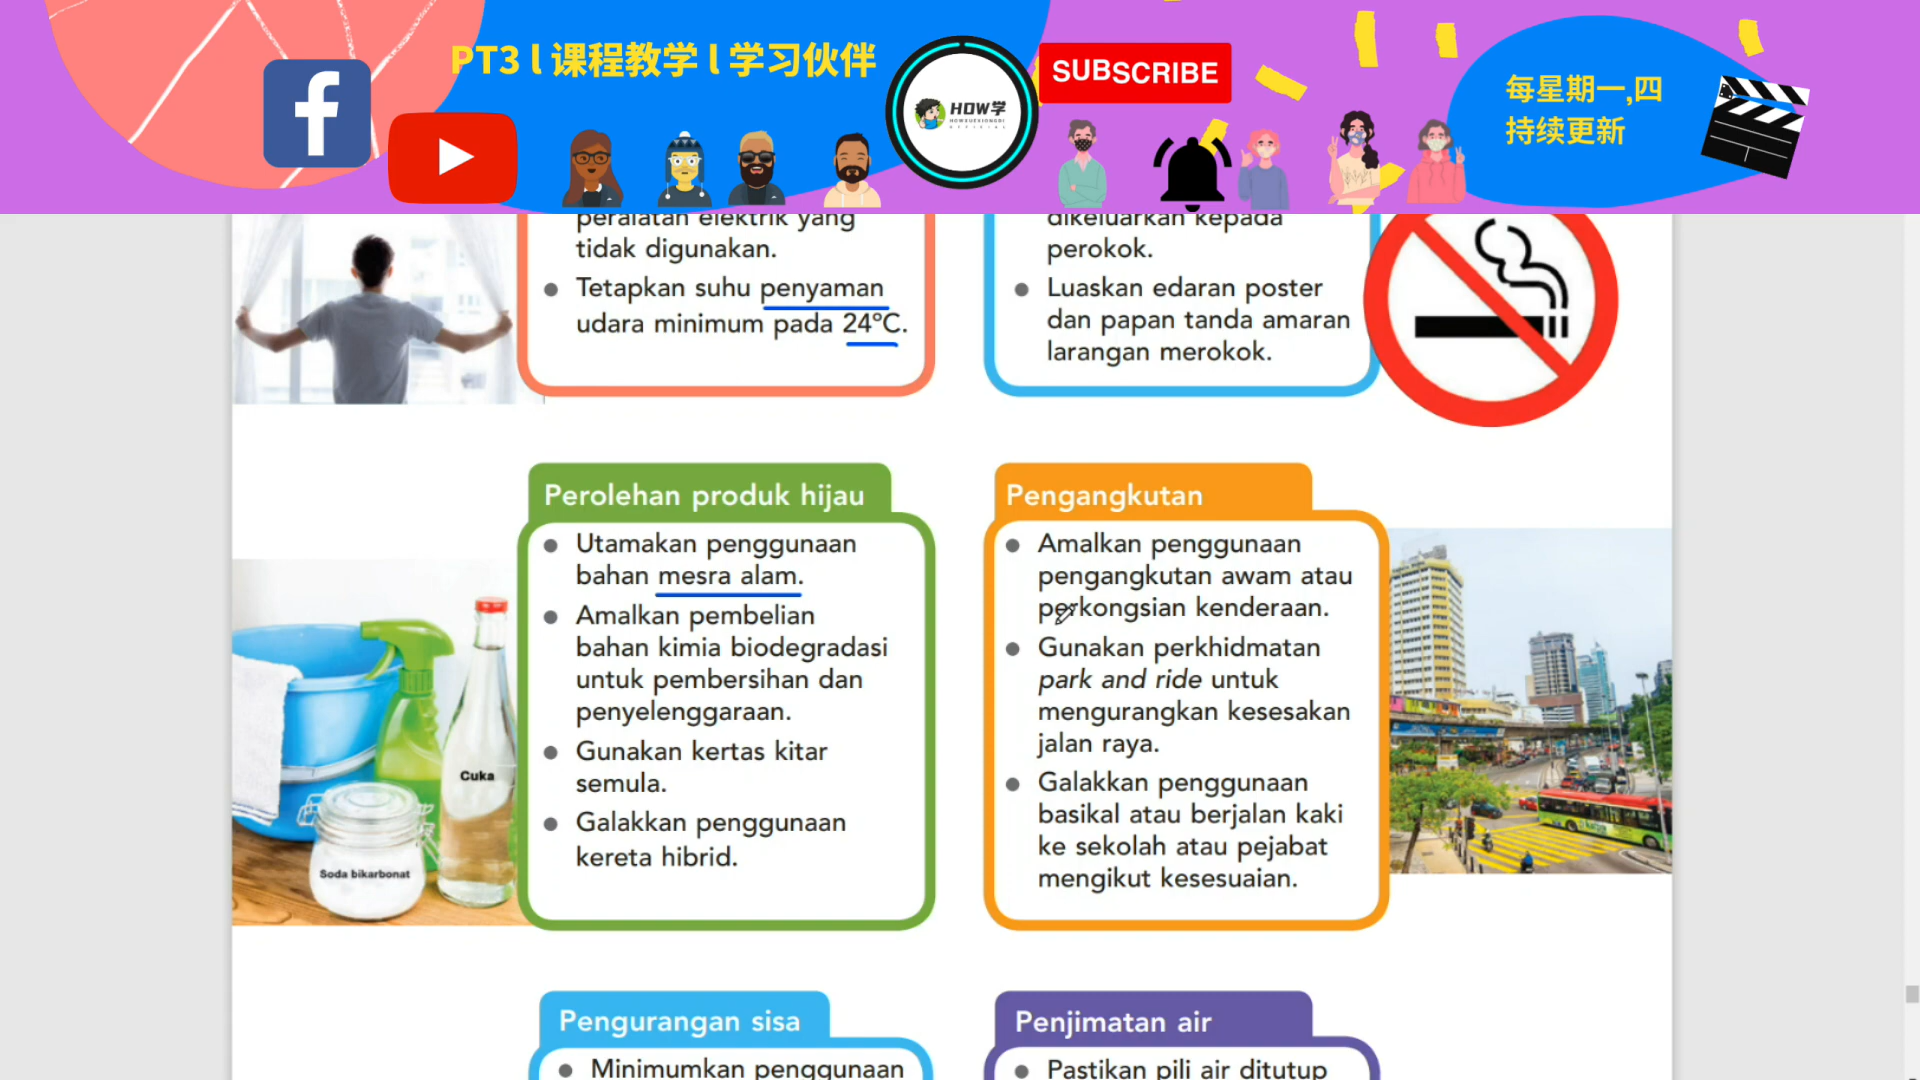 PT3 l 课程教学 l 学习伙伴
HOW学
SUBSCRIBE
每星期一,四
持续更新
peralatan elektrik yang
tidak digunakan.
Tetapkan suhu penyaman
udara minimum pada 24°C.
dikeluarkan kepada
perokok.
Luaskan edaran poster
dan papan tanda amaran
larangan merokok.
Perolehan produk hijau
Utamakan penggunaan
bahan mesra alam.
Amalkan pembelian
bahan kimia biodegradasi
untuk pembersihan dan
penyelenggaraan.
Gunakan kertas kitar
semula.
Galakkan penggunaan
kereta hibrid.
Cuka
Soda bikarbonat
Pengangkutan
Amalkan penggunaan
pengangkutan awam atau
perkongsian kenderaan.
Gunakan perkhidmatan
park and ride untuk
mengurangkan kesesakan
jalan raya.
Galakkan penggunaan
basikal atau berjalan kaki
ke sekolah atau pejabat
mengikut kesesuaian.
Pengurangan sisa
Minimumkan penggunaan
Penjimatan air
Pastikan pili air ditutup